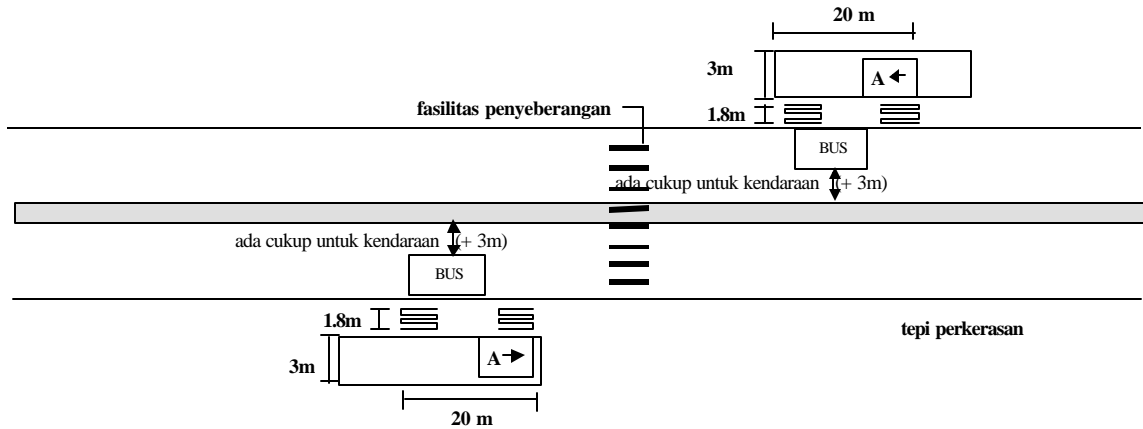 20 m
3m
A
fasilitas penyeberangan
1.8m
BUS
ada cukup untuk kendaraan (+ 3m)
ada cukup untuk kendaraan (+ 3m)
BUS
1.8m
tepi perkerasan
A
3m
20 m